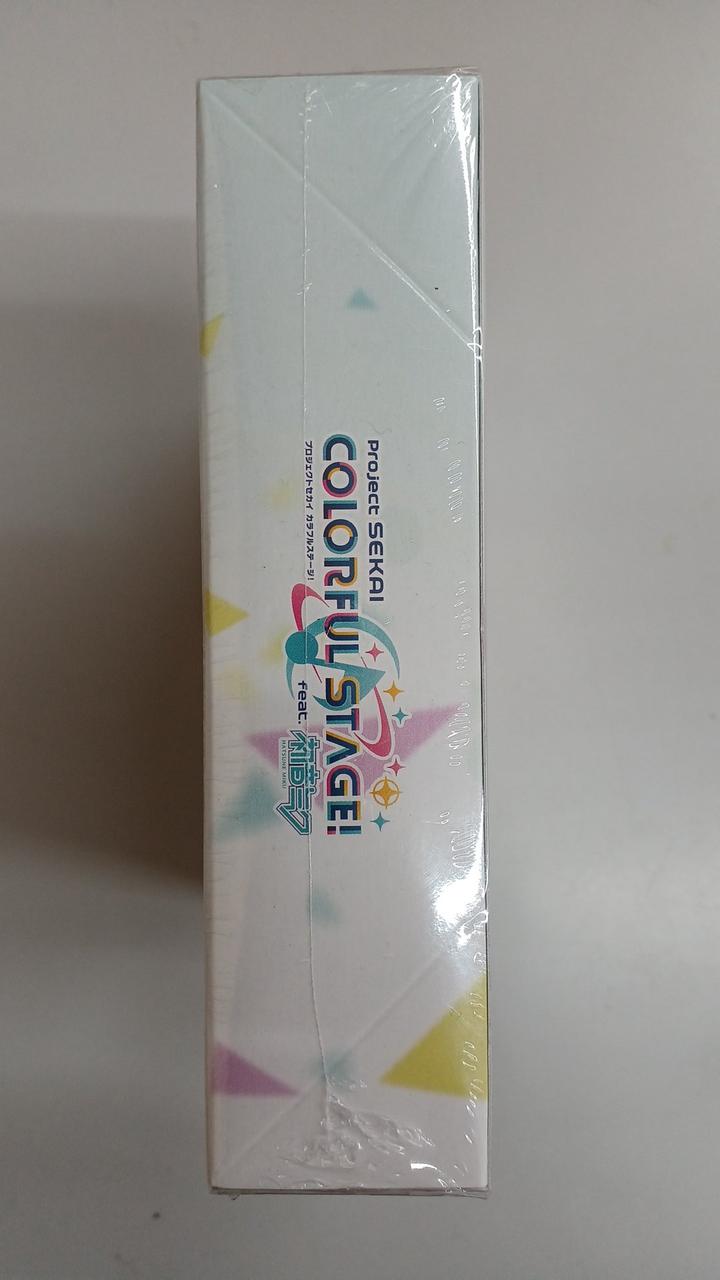 Project SEKAI
COLORFUL STAGE!
プロジェクトセカイ カラフルステージ!
feat. 初音ミク
HATSUNE MIKU